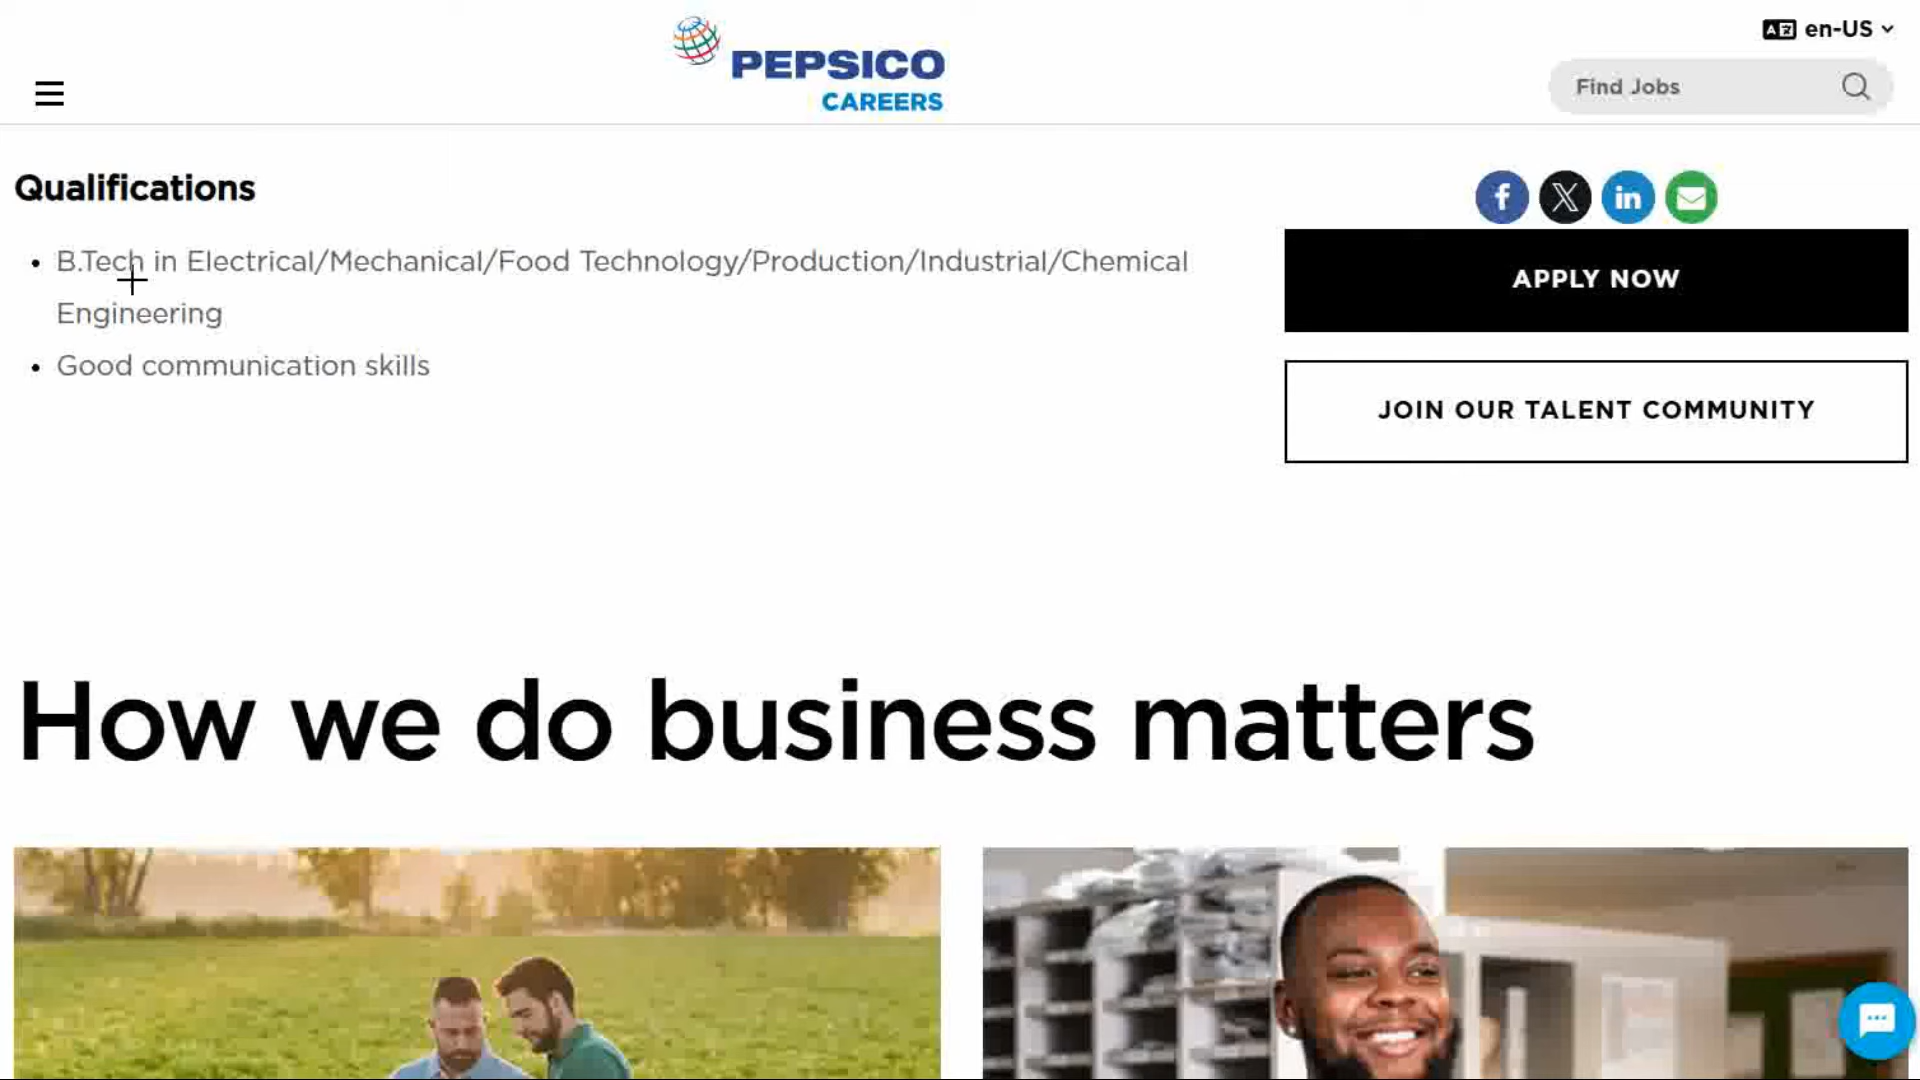 en-US
PEPSICO
CAREERS
Find Jobs
Qualifications
B.Tech in Electrical/Mechanical/Food Technology/Production/Industrial/Chemical
Engineering
Good communication skills
APPLY NOW
JOIN OUR TALENT COMMUNITY
How we do business matters